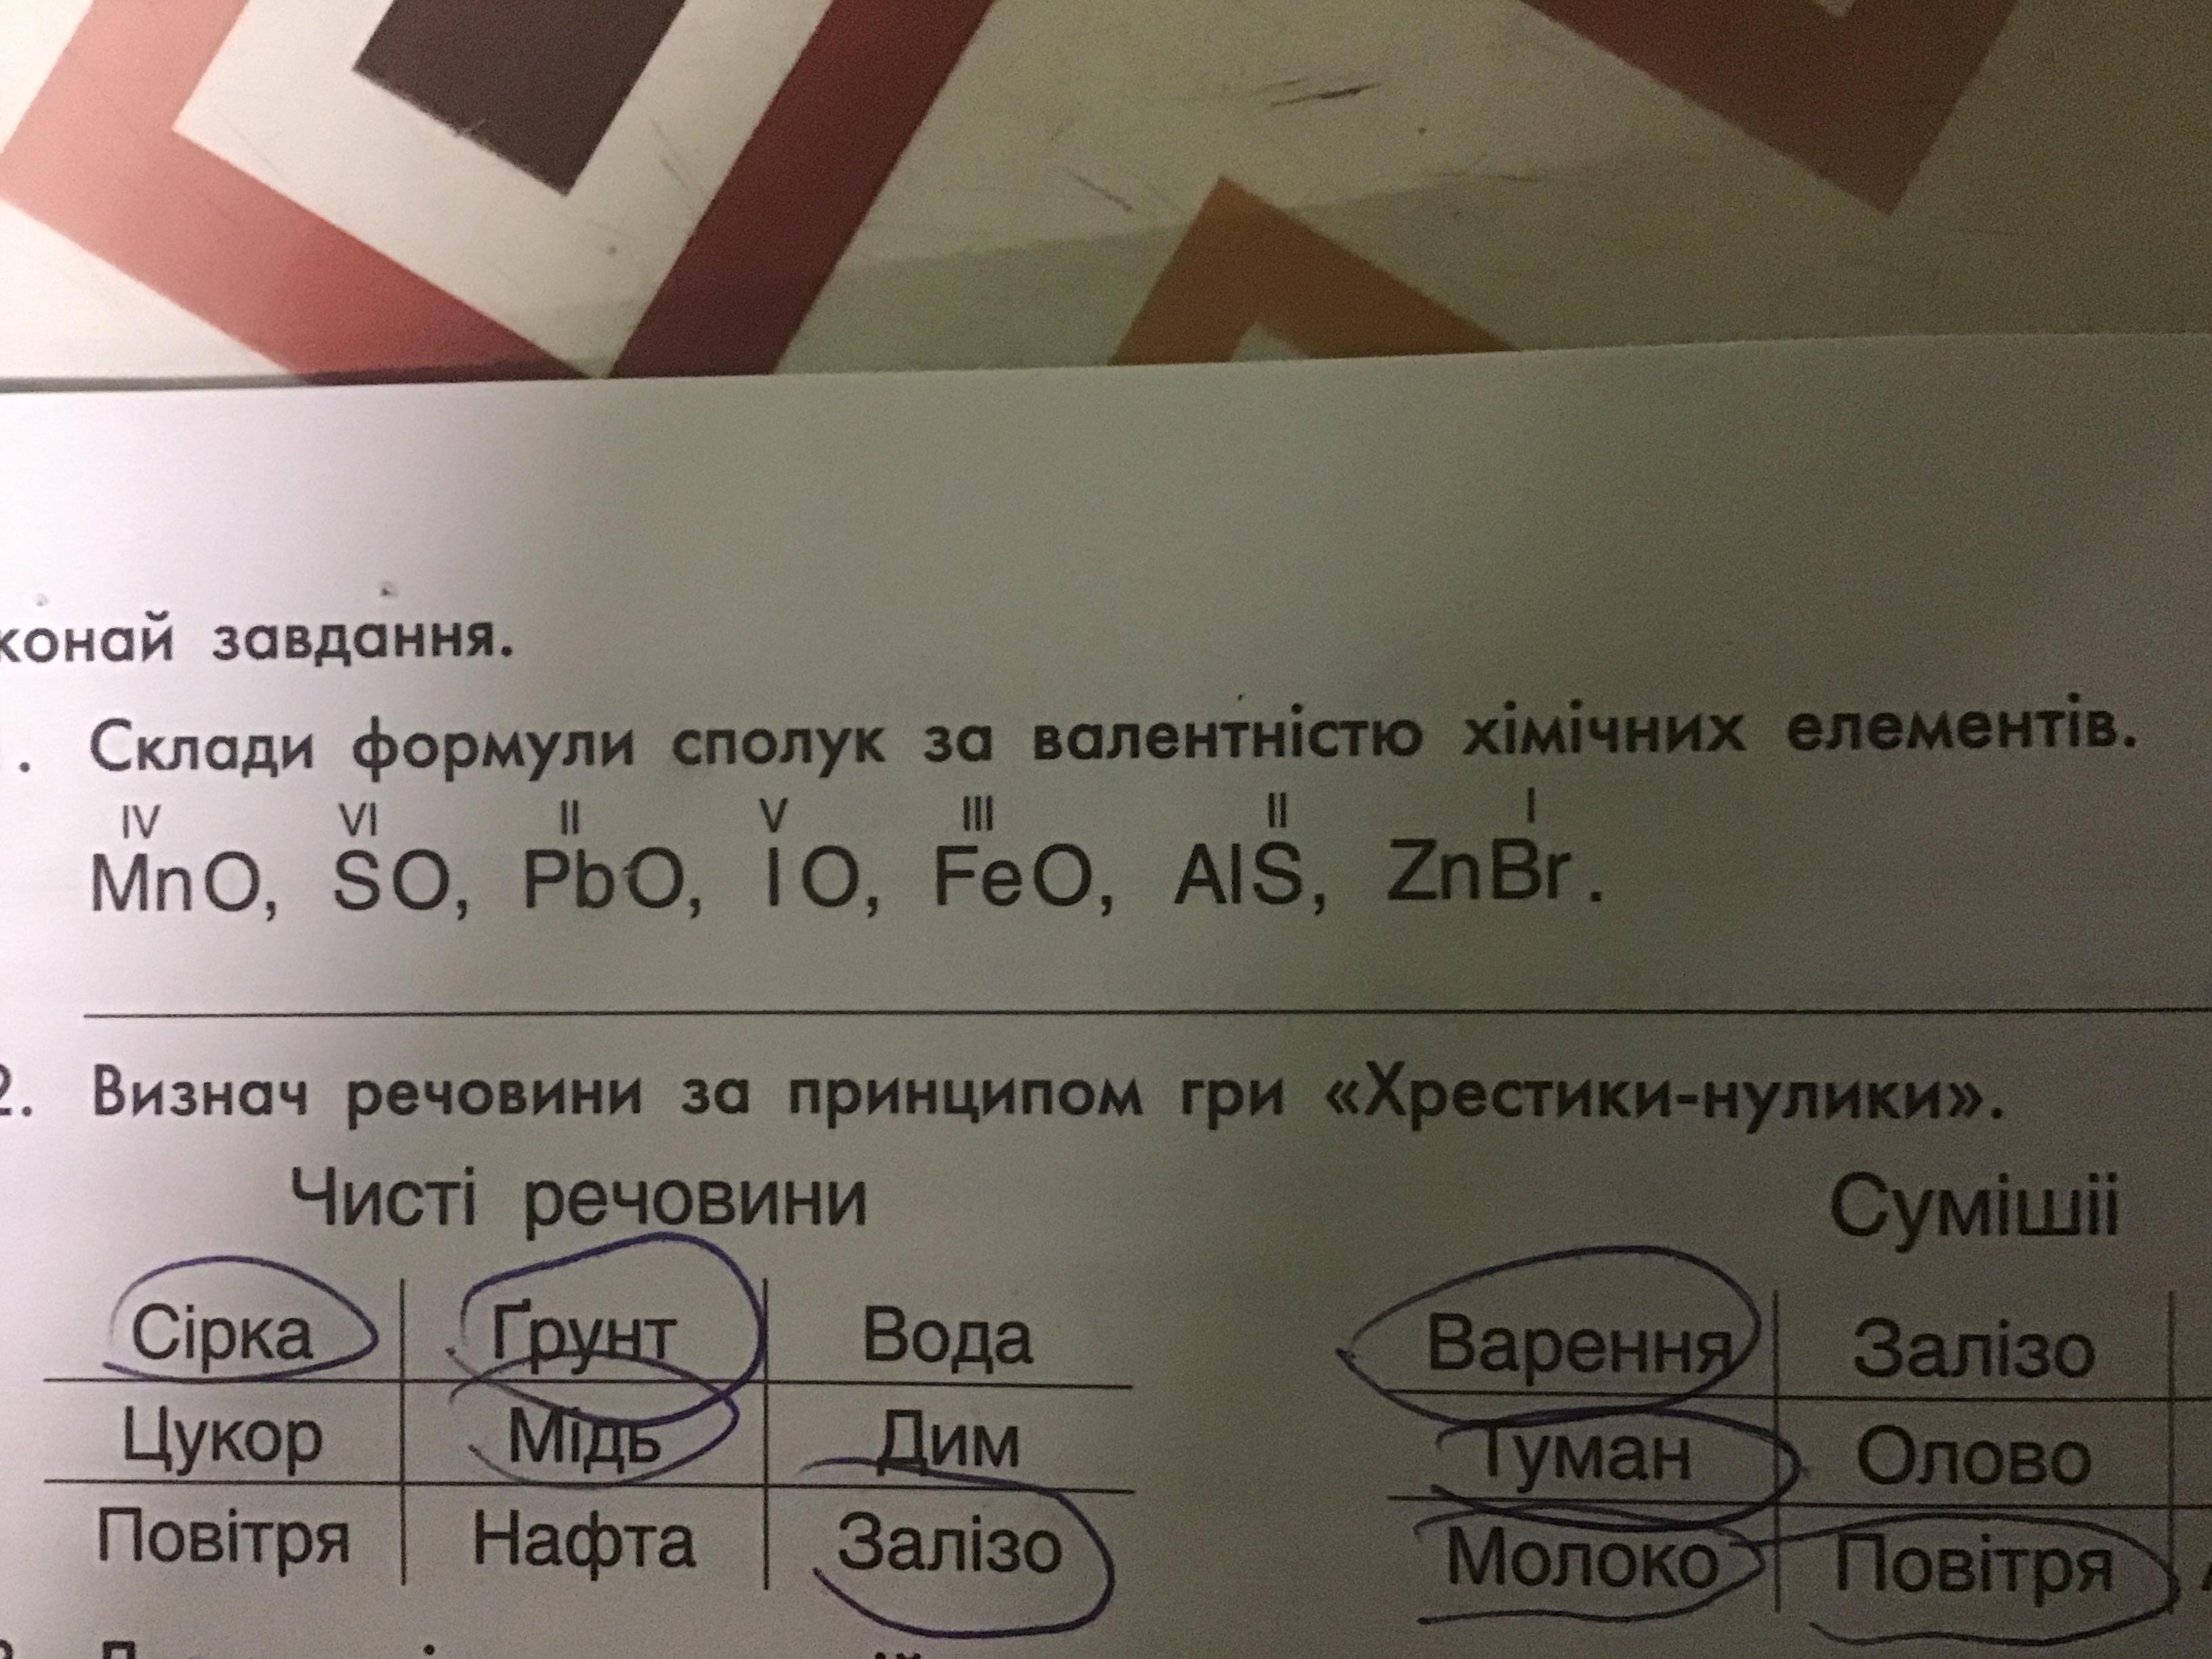 конай завдання.
. Склади формули сполук за валентністю хімічних елементів.
IV VI II V III II I
MnO, SO, PbO, IO, FeO, AlS, ZnBr.
2. Визнач речовини за принципом гри «Хрестики-нулики».
Чисті речовини Сумішіі
Сірка Ґрунт Вода Варення Залізо
Цукор Мідь Дим Туман Олово
Повітря Нафта Залізо Молоко Повітря